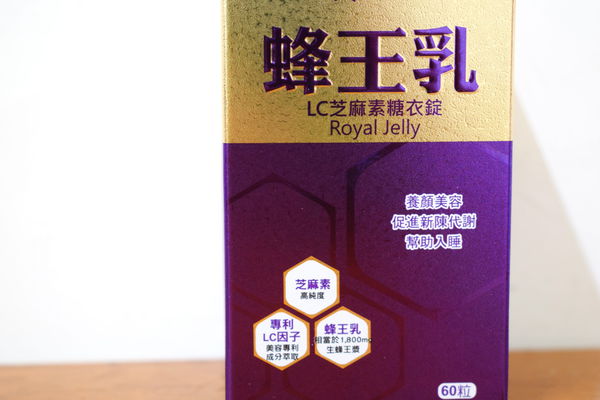 蜂王乳
LC芝麻素糖衣錠
Royal Jelly
養顏美容
促進新陳代謝
幫助入睡
芝麻素
高純度
專利
LC因子
美容專利
成分萃取
蜂王乳
相當於1,800mg
生蜂王漿
60粒